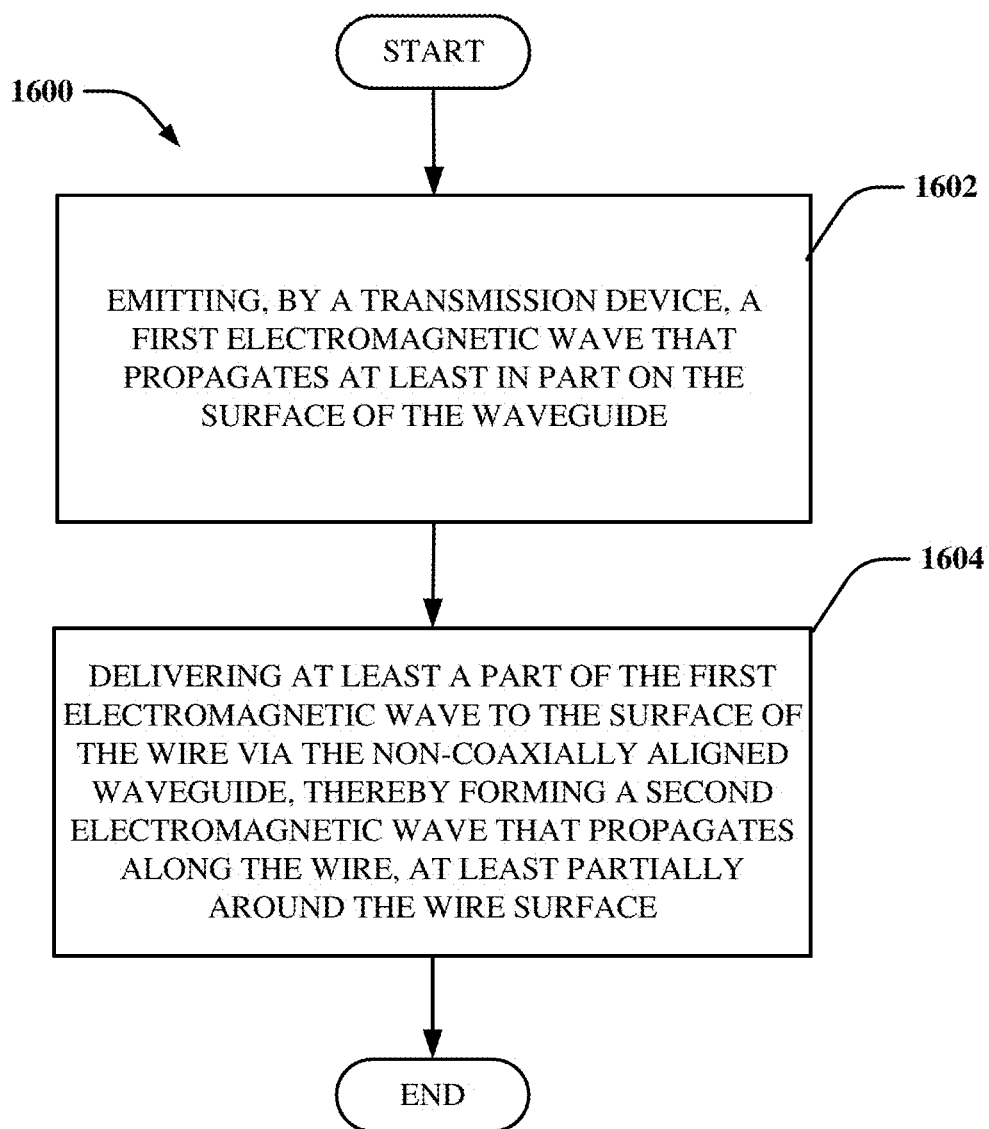 START
1600
1602
EMITTING, BY A TRANSMISSION DEVICE, A
FIRST ELECTROMAGNETIC WAVE THAT
PROPAGATES AT LEAST IN PART ON THE
SURFACE OF THE WAVEGUIDE
1604
DELIVERING AT LEAST A PART OF THE FIRST
ELECTROMAGNETIC WAVE TO THE SURFACE OF
THE WIRE VIA THE NON-COAXIALLY ALIGNED
WAVEGUIDE, THEREBY FORMING A SECOND
ELECTROMAGNETIC WAVE THAT PROPAGATES
ALONG THE WIRE, AT LEAST PARTIALLY
AROUND THE WIRE SURFACE
END